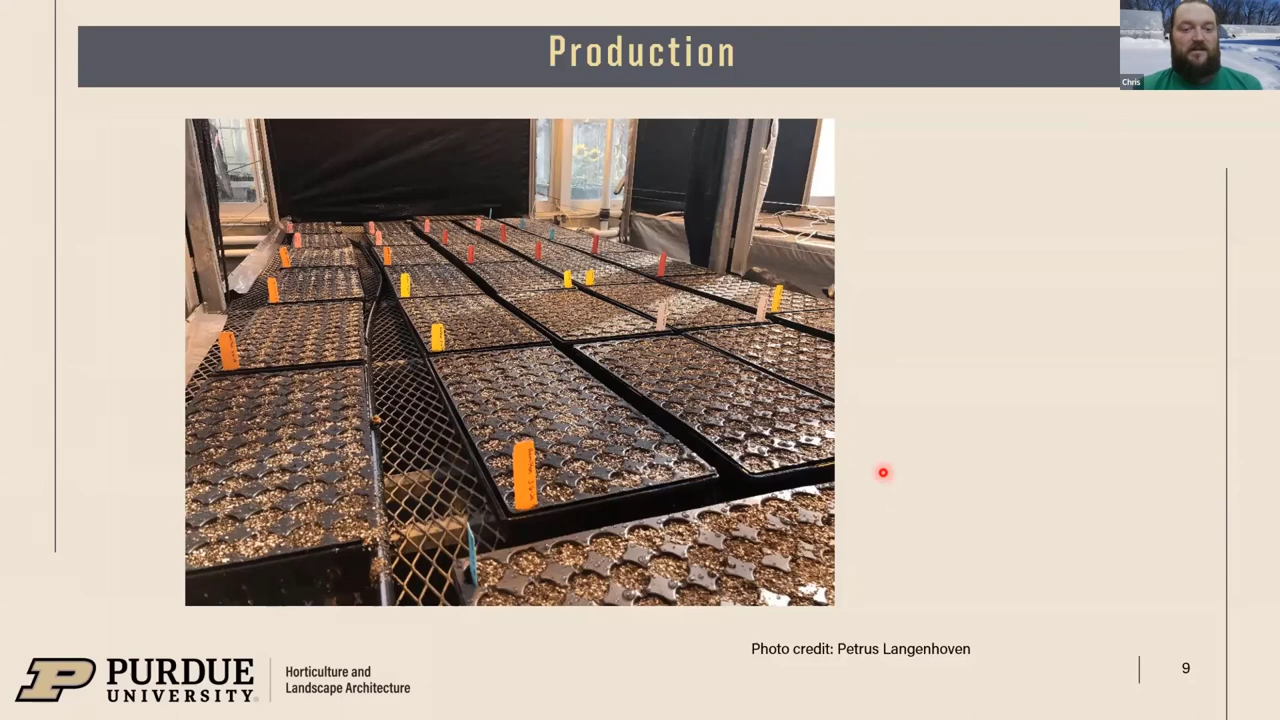 Production
Chris
Photo credit: Petrus Langenhoven
PURDUE
UNIVERSITY
Horticulture and
Landscape Architecture
9